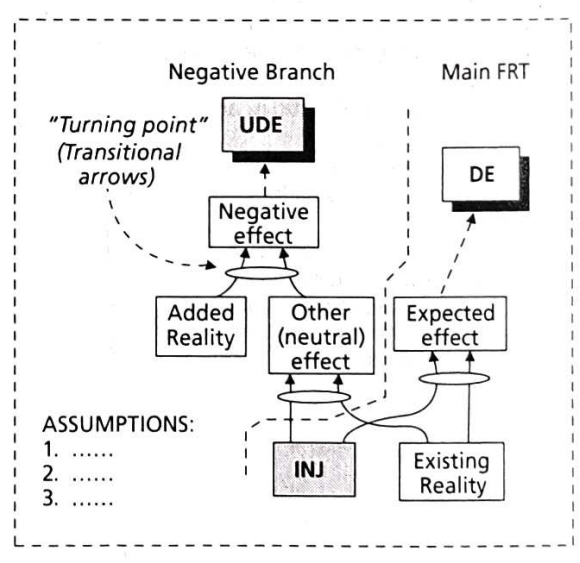 Negative Branch
Main FRT
"Turning point"
(Transitional
arrows)
UDE
DE
Negative
effect
Added
Reality
Other
(neutral)
effect
Expected
effect
ASSUMPTIONS:
1. ......
2. ......
3. ......
INJ
Existing
Reality